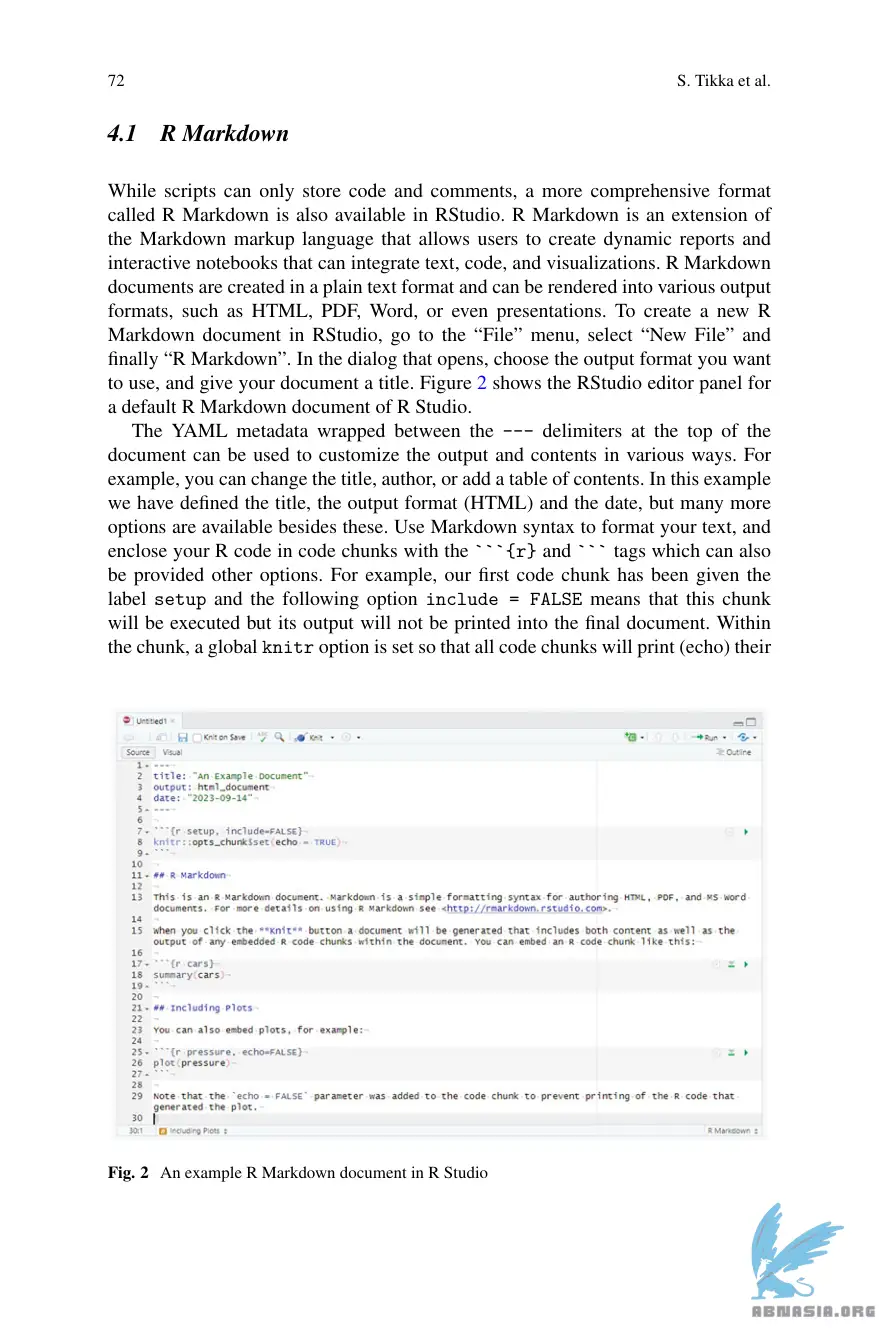 72
S. Tikka et al.
4.1 R Markdown
While scripts can only store code and comments, a more comprehensive format
called R Markdown is also available in RStudio. R Markdown is an extension of
the Markdown markup language that allows users to create dynamic reports and
interactive notebooks that can integrate text, code, and visualizations. R Markdown
documents are created in a plain text format and can be rendered into various output
formats, such as HTML, PDF, Word, or even presentations. To create a new R
Markdown document in RStudio, go to the “File” menu, select “New File” and
finally “R Markdown”. In the dialog that opens, choose the output format you want
to use, and give your document a title. Figure 2 shows the RStudio editor panel for
a default R Markdown document of R Studio.
The YAML metadata wrapped between the --- delimiters at the top of the
document can be used to customize the output and contents in various ways. For
example, you can change the title, author, or add a table of contents. In this example
we have defined the title, the output format (HTML) and the date, but many more
options are available besides these. Use Markdown syntax to format your text, and
enclose your R code in code chunks with the ```{r} and ``` tags which can also
be provided other options. For example, our first code chunk has been given the
label setup and the following option include = FALSE means that this chunk
will be executed but its output will not be printed into the final document. Within
the chunk, a global knitr option is set so that all code chunks will print (echo) their
Untitled1
Knit on Save Knit Run
Source Visual Outline
1 ---
2 title: "An Example Document"
3 output: html_document
4 date: "2023-09-14"
5 ---
6
7 ```{r setup, include=FALSE}
8 knitr::opts_chunk$set(echo = TRUE)
9 ```
10
11 ## R Markdown
12
13 This is an R Markdown document. Markdown is a simple formatting syntax for authoring HTML, PDF, and MS Word
documents. For more details on using R Markdown see <http://rmarkdown.rstudio.com>.
14
15 When you click the **Knit** button a document will be generated that includes both content as well as the
output of any embedded R code chunks within the document. You can embed an R code chunk like this:
16
17 ```{r cars}
18 summary(cars)
19 ```
20
21 ## Including Plots
22
23 You can also embed plots, for example:
24
25 ```{r pressure, echo=FALSE}
26 plot(pressure)
27 ```
28
29 Note that the `echo = FALSE` parameter was added to the code chunk to prevent printing of the R code that
generated the plot.
30
30:1 Including Plots R Markdown
Fig. 2 An example R Markdown document in R Studio
ABNASIA.ORG